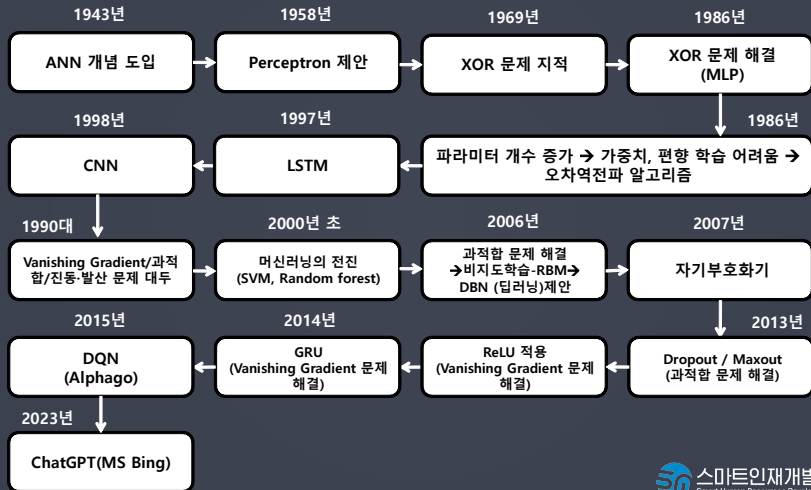 1943년
1958년
1969년
1986년
ANN 개념 도입
Perceptron 제안
XOR 문제 지적
XOR 문제 해결
(MLP)
1998년
1997년
1986년
CNN
LSTM
파라미터 개수 증가 → 가중치, 편향 학습 어려움 →
오차역전파 알고리즘
1990대
2000년 초
2006년
2007년
Vanishing Gradient/과적
합/진동·발산 문제 대두
머신러닝의 전진
(SVM, Random forest)
과적합 문제 해결
→비지도학습-RBM→
DBN (딥러닝)제안
자기부호화기
2015년
2014년
2013년
DQN
(Alphago)
GRU
(Vanishing Gradient 문제
해결)
ReLU 적용
(Vanishing Gradient 문제
해결)
Dropout / Maxout
(과적합 문제 해결)
2023년
ChatGPT(MS Bing)
스마트인재개발